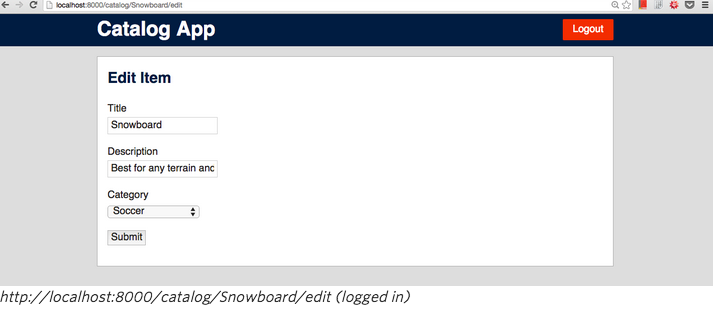 localhost:8000/catalog/Snowboard/edit
Catalog App
Logout
Edit Item
Title
Snowboard
Description
Best for any terrain anc
Category
Soccer
Submit
http://localhost:8000/catalog/Snowboard/edit (logged in)